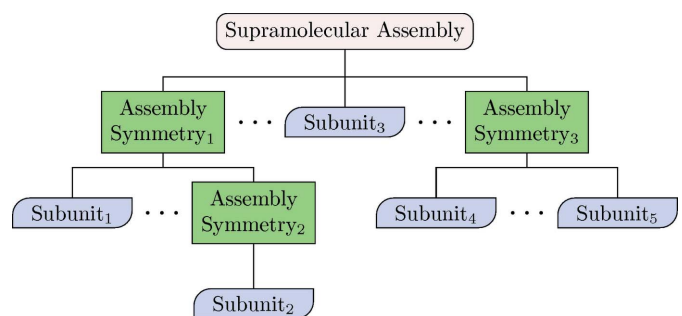 Supramolecular Assembly
Assembly
Symmetry₁
· · ·
Subunit₃
· · ·
Assembly
Symmetry₃
Subunit₁
· · ·
Assembly
Symmetry₂
Subunit₄
· · ·
Subunit₅
Subunit₂